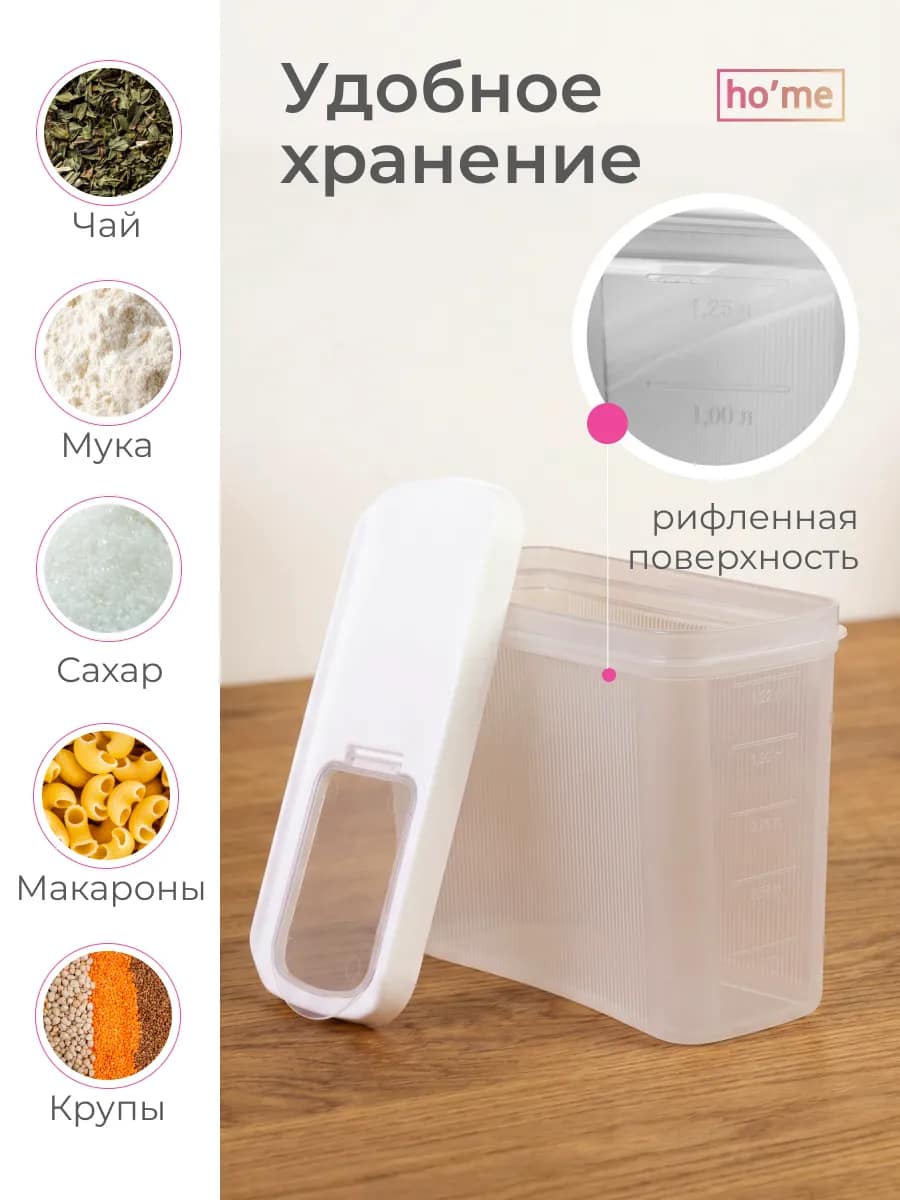 Удобное
хранение
ho'me
1,25 л
1,00 л
рифленная
поверхность
Чай
Мука
Сахар
Макароны
Крупы